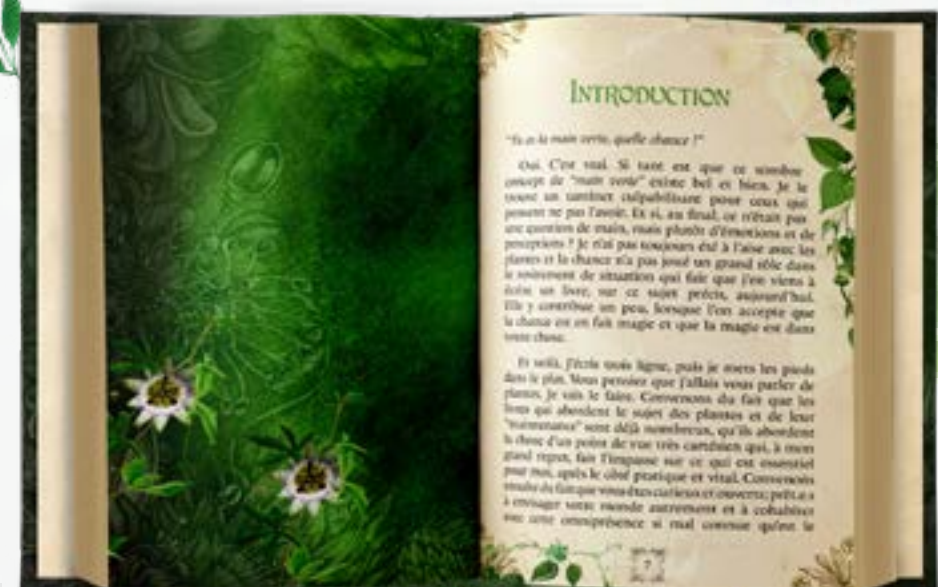 INTRODUCTION
"Tu as la main verte, quelle chance !"
Oui. C'est vrai. Si tant est que ce sombre
concept de "main verte" existe bel et bien. Je le
trouve un tantinet culpabilisant pour ceux qui
pensent ne pas l'avoir. Et si, au final, ce n'était pas
une question de main, mais plutôt d'émotions et de
perceptions ? Je n'ai pas toujours été à l'aise avec les
plantes et la chance n'a pas joué un grand rôle dans
le revirement de situation qui fait que j'en viens à
écrire un livre, sur ce sujet précis, aujourd'hui.
Elle y contribue un peu, lorsque l'on accepte que
la chance est en fait magie et que la magie est dans
toute chose.
Et voilà, j'écris trois ligne, puis je mets les pieds
dans le plat. Vous pensiez que j'allais vous parler de
plantes, je vais le faire. Convenons du fait que les
livres qui abordent le sujet des plantes et de leur
"maintenance" sont déjà nombreux, qu'ils abordent
la chose d'un point de vue très cartésien qui, à mon
grand regret, fait l'impasse sur ce qui est essentiel
pour moi, après le côté pratique et vital. Convenons
ensuite du fait que vous êtes curieux et ouverts; prêt.e.s
à envisager votre monde autrement et à cohabiter
avec cette omniprésence si mal connue qu'est le
7